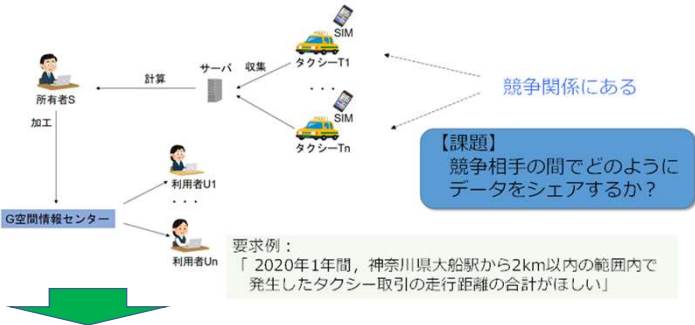 SIM
タクシーT1
収集
サーバ
計算
所有者S
・・・
SIM
タクシーTn
競争関係にある
加工
【課題】
競争相手の間でどのように
データをシェアするか？
利用者U1
・・・
G空間情報センター
利用者Un
要求例：
「 2020年1年間，神奈川県大船駅から2km以内の範囲内で
発生したタクシー取引の走行距離の合計がほしい」